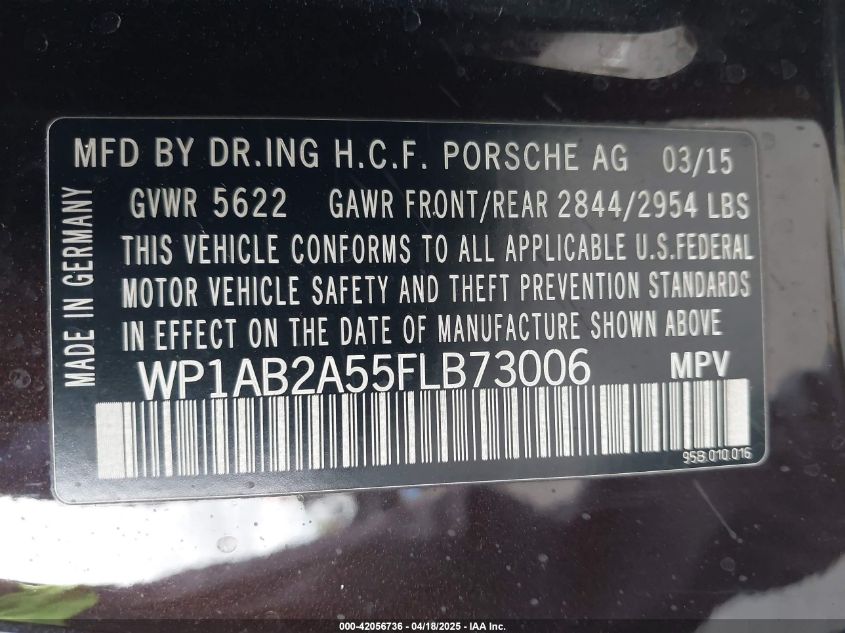 MFD BY DR.ING H.C.F. PORSCHE AG 03/15
GVWR 5622 GAWR FRONT/REAR 2844/2954 LBS
THIS VEHICLE CONFORMS TO ALL APPLICABLE U.S.FEDERAL
MOTOR VEHICLE SAFETY AND THEFT PREVENTION STANDARDS
IN EFFECT ON THE DATE OF MANUFACTURE SHOWN ABOVE
WP1AB2A55FLB73006 MPV
958.010.016
MADE IN GERMANY
000-42056736 - 04/18/2025 - IAA Inc.